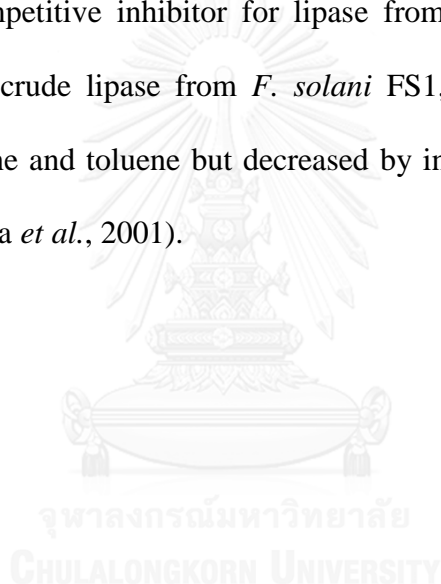 mpetitive inhibitor for lipase from
crude lipase from F. solani FS1,
ne and toluene but decreased by in
a et al., 2001).
จุฬาลงกรณ์มหาวิทยาลัย
CHULALONGKORN UNIVERSITY